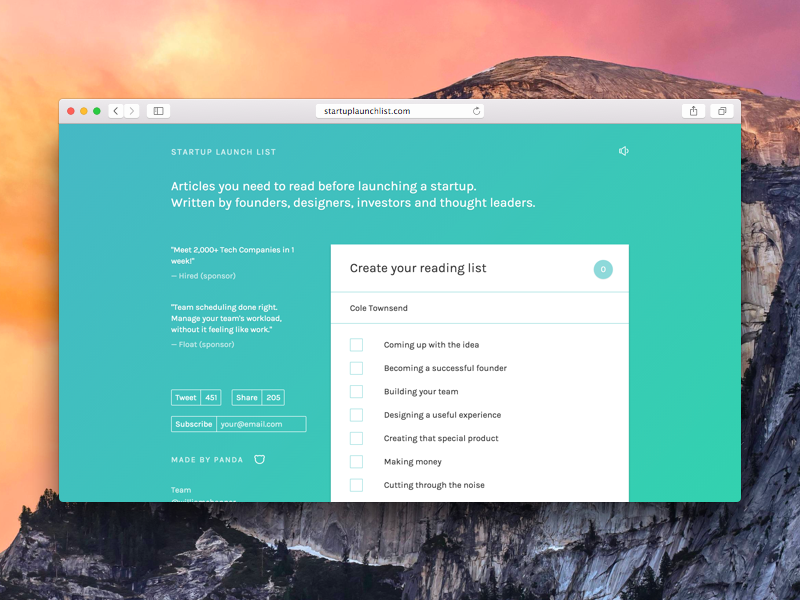 startuplaunchlist.com
STARTUP LAUNCH LIST
Articles you need to read before launching a startup.
Written by founders, designers, investors and thought leaders.
"Meet 2,000+ Tech Companies in 1
week!"
— Hired (sponsor)
"Team scheduling done right.
Manage your team's workload,
without it feeling like work."
— Float (sponsor)
Tweet 451 Share 205
Subscribe your@email.com
MADE BY PANDA
Team
Create your reading list 0
Cole Townsend
Coming up with the idea
Becoming a successful founder
Building your team
Designing a useful experience
Creating that special product
Making money
Cutting through the noise